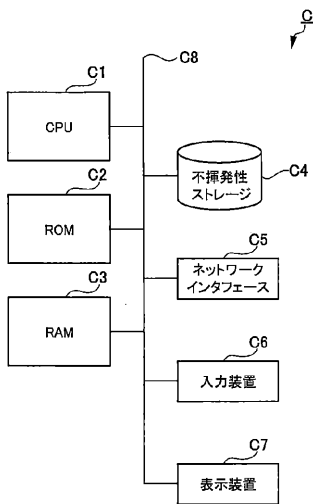 C
C8
C1
CPU
C2
ROM
C3
RAM
不揮発性
ストレージ
C4
C5
ネットワーク
インタフェース
C6
入力装置
C7
表示装置